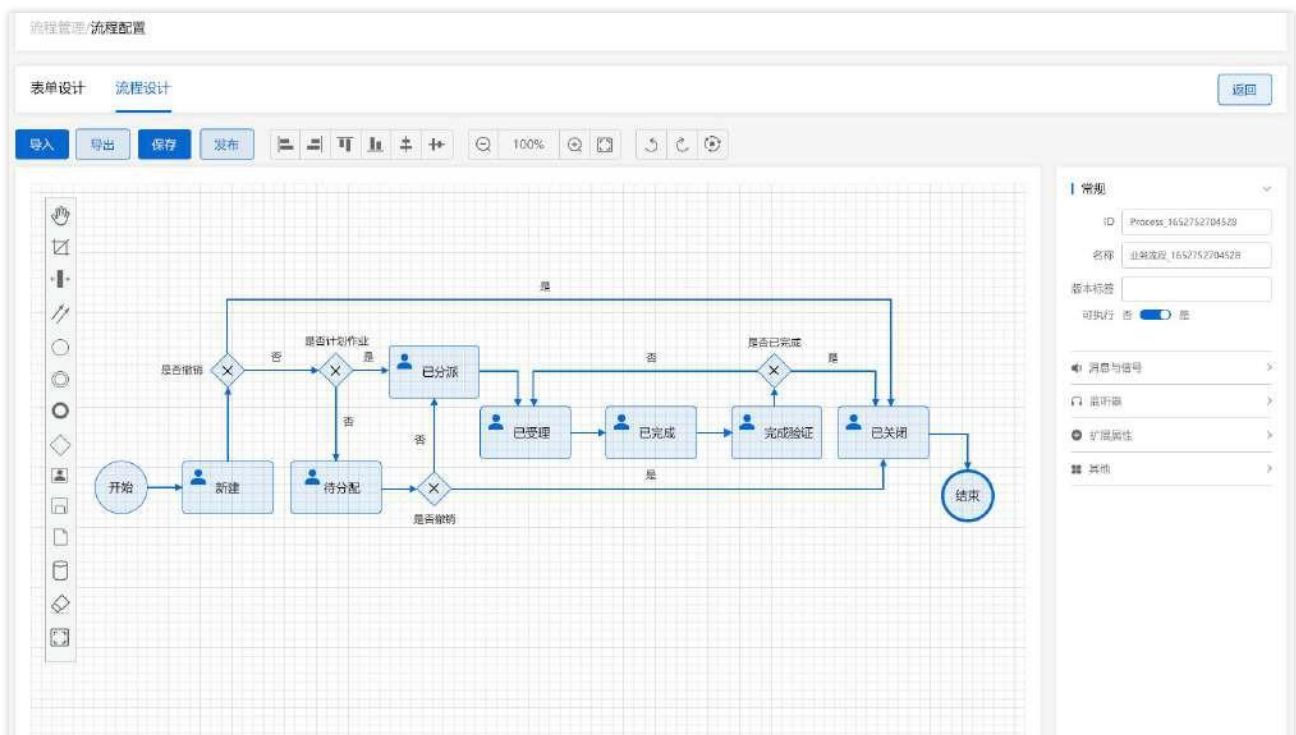 流程管理/流程配置
表单设计 流程设计 返回
导入 导出 保存 发布 100%
常规
ID Process_1652752704528
名称 业务流程_1652752704528
版本标签
可执行 否 是
消息与信号
监听器
扩展属性
其他
是
是否计划作业
是否已完成
是否撤销 否 是 已分派 否 是
否 否 已受理 已完成 完成验证 已关闭
开始 新建 待分配 是 结束
是否撤销